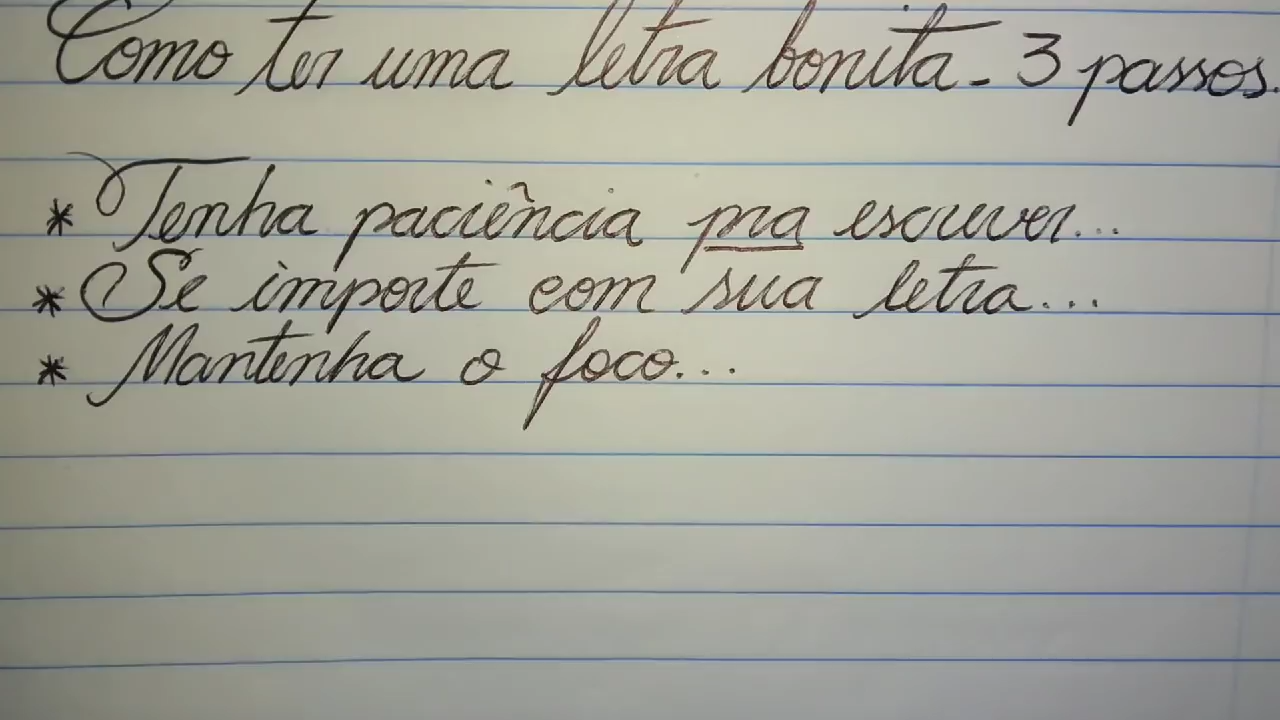 Como ter uma letra bonita - 3 passos.
* Tenha paciência pra escrever...
* Se importe com sua letra...
* Mantenha o foco...